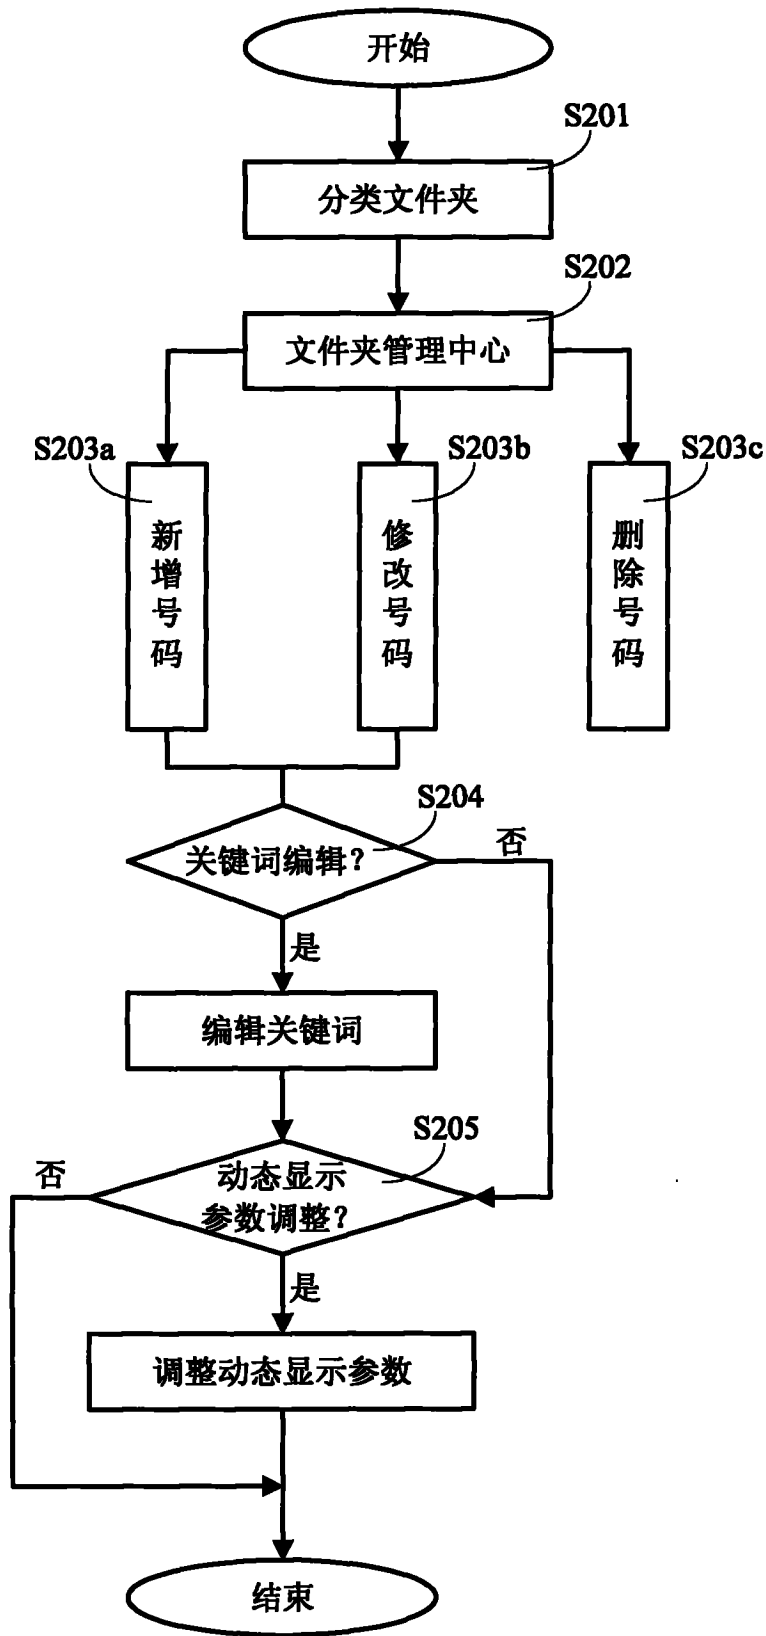 开始
S201
分类文件夹
S202
文件夹管理中心
S203a
S203b
S203c
新增号码
修改号码
删除号码
S204
关键词编辑？
否
是
编辑关键词
S205
否
动态显示
参数调整？
是
调整动态显示参数
结束